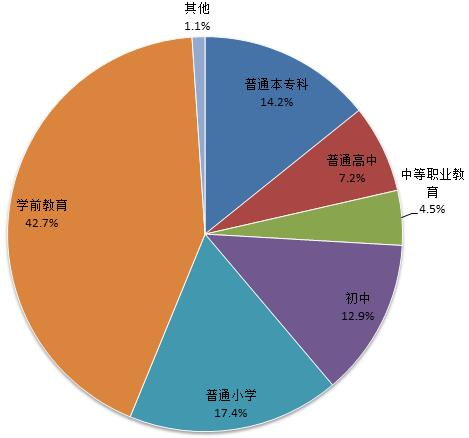 其他
1.1%
普通本专科
14.2%
普通高中
7.2%
中等职业教
育
4.5%
学前教育
42.7%
初中
12.9%
普通小学
17.4%